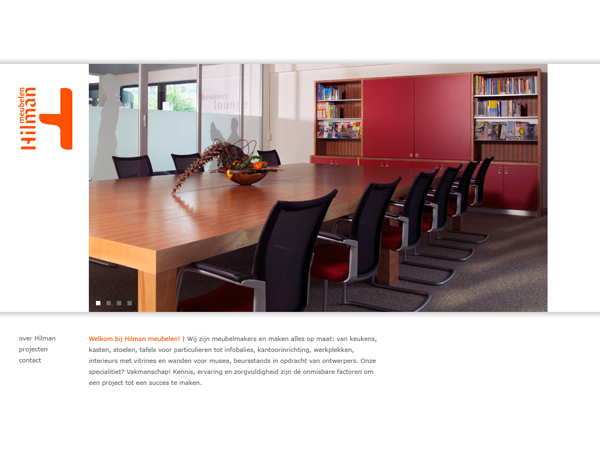 Hilman
meubelen
lounge
over Hilman
projecten
contact
Welkom bij Hilman meubelen! | Wij zijn meubelmakers en maken alles op maat: van keukens,
kasten, stoelen, tafels voor particulieren tot infobalies, kantoorinrichting, werkplekken,
interieurs met vitrines en wanden voor musea, beursstands in opdracht van ontwerpers. Onze
specialitiet? Vakmanschap! Kennis, ervaring en zorgvuldigheid zijn dé onmisbare factoren om
een project tot een succes te maken.